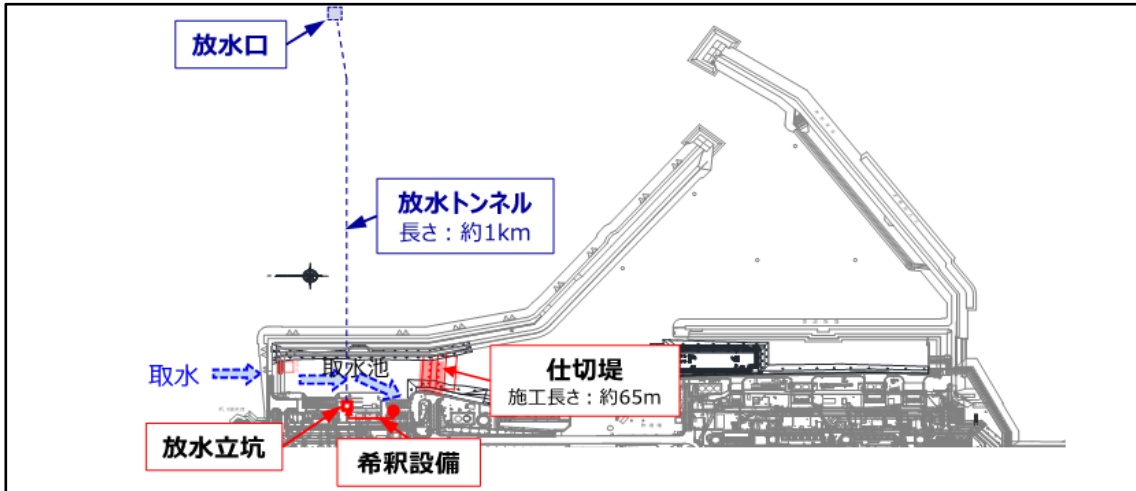 放水口
放水トンネル
長さ：約1km
取水
取水池
仕切堤
施工長さ：約65m
放水立坑
希釈設備